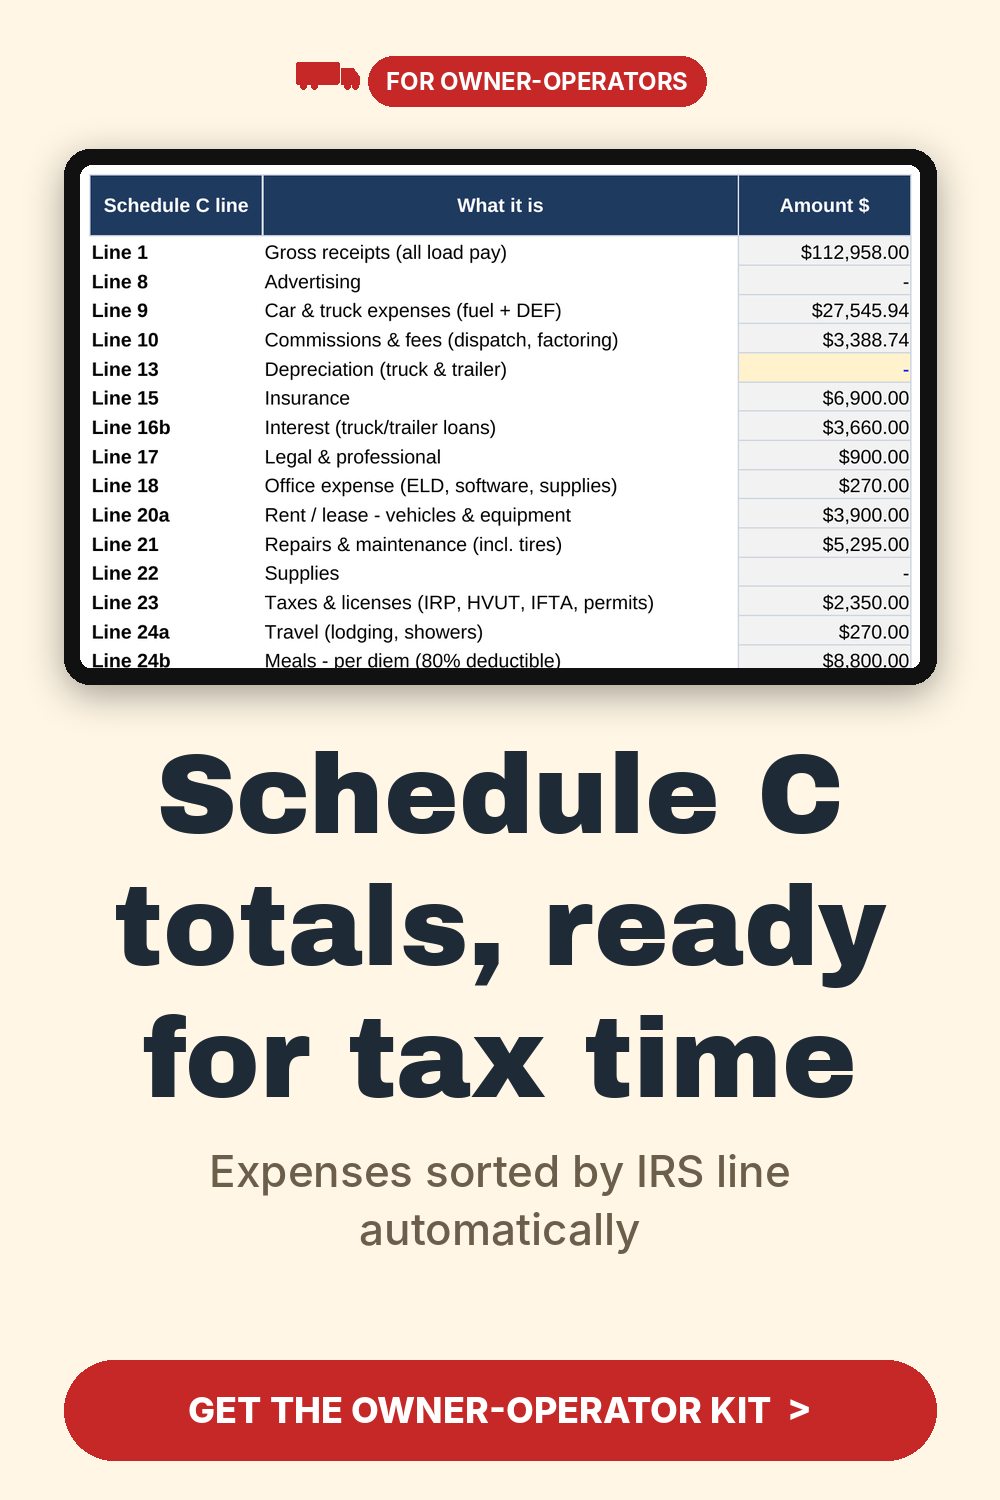 FOR OWNER-OPERATORS
Schedule C line What it is Amount $
Line 1 Gross receipts (all load pay) $112,958.00
Line 8 Advertising -
Line 9 Car & truck expenses (fuel + DEF) $27,545.94
Line 10 Commissions & fees (dispatch, factoring) $3,388.74
Line 13 Depreciation (truck & trailer) -
Line 15 Insurance $6,900.00
Line 16b Interest (truck/trailer loans) $3,660.00
Line 17 Legal & professional $900.00
Line 18 Office expense (ELD, software, supplies) $270.00
Line 20a Rent / lease - vehicles & equipment $3,900.00
Line 21 Repairs & maintenance (incl. tires) $5,295.00
Line 22 Supplies -
Line 23 Taxes & licenses (IRP, HVUT, IFTA, permits) $2,350.00
Line 24a Travel (lodging, showers) $270.00
Line 24b Meals - per diem (80% deductible) $8,800.00
Schedule C
totals, ready
for tax time
Expenses sorted by IRS line
automatically
GET THE OWNER-OPERATOR KIT >